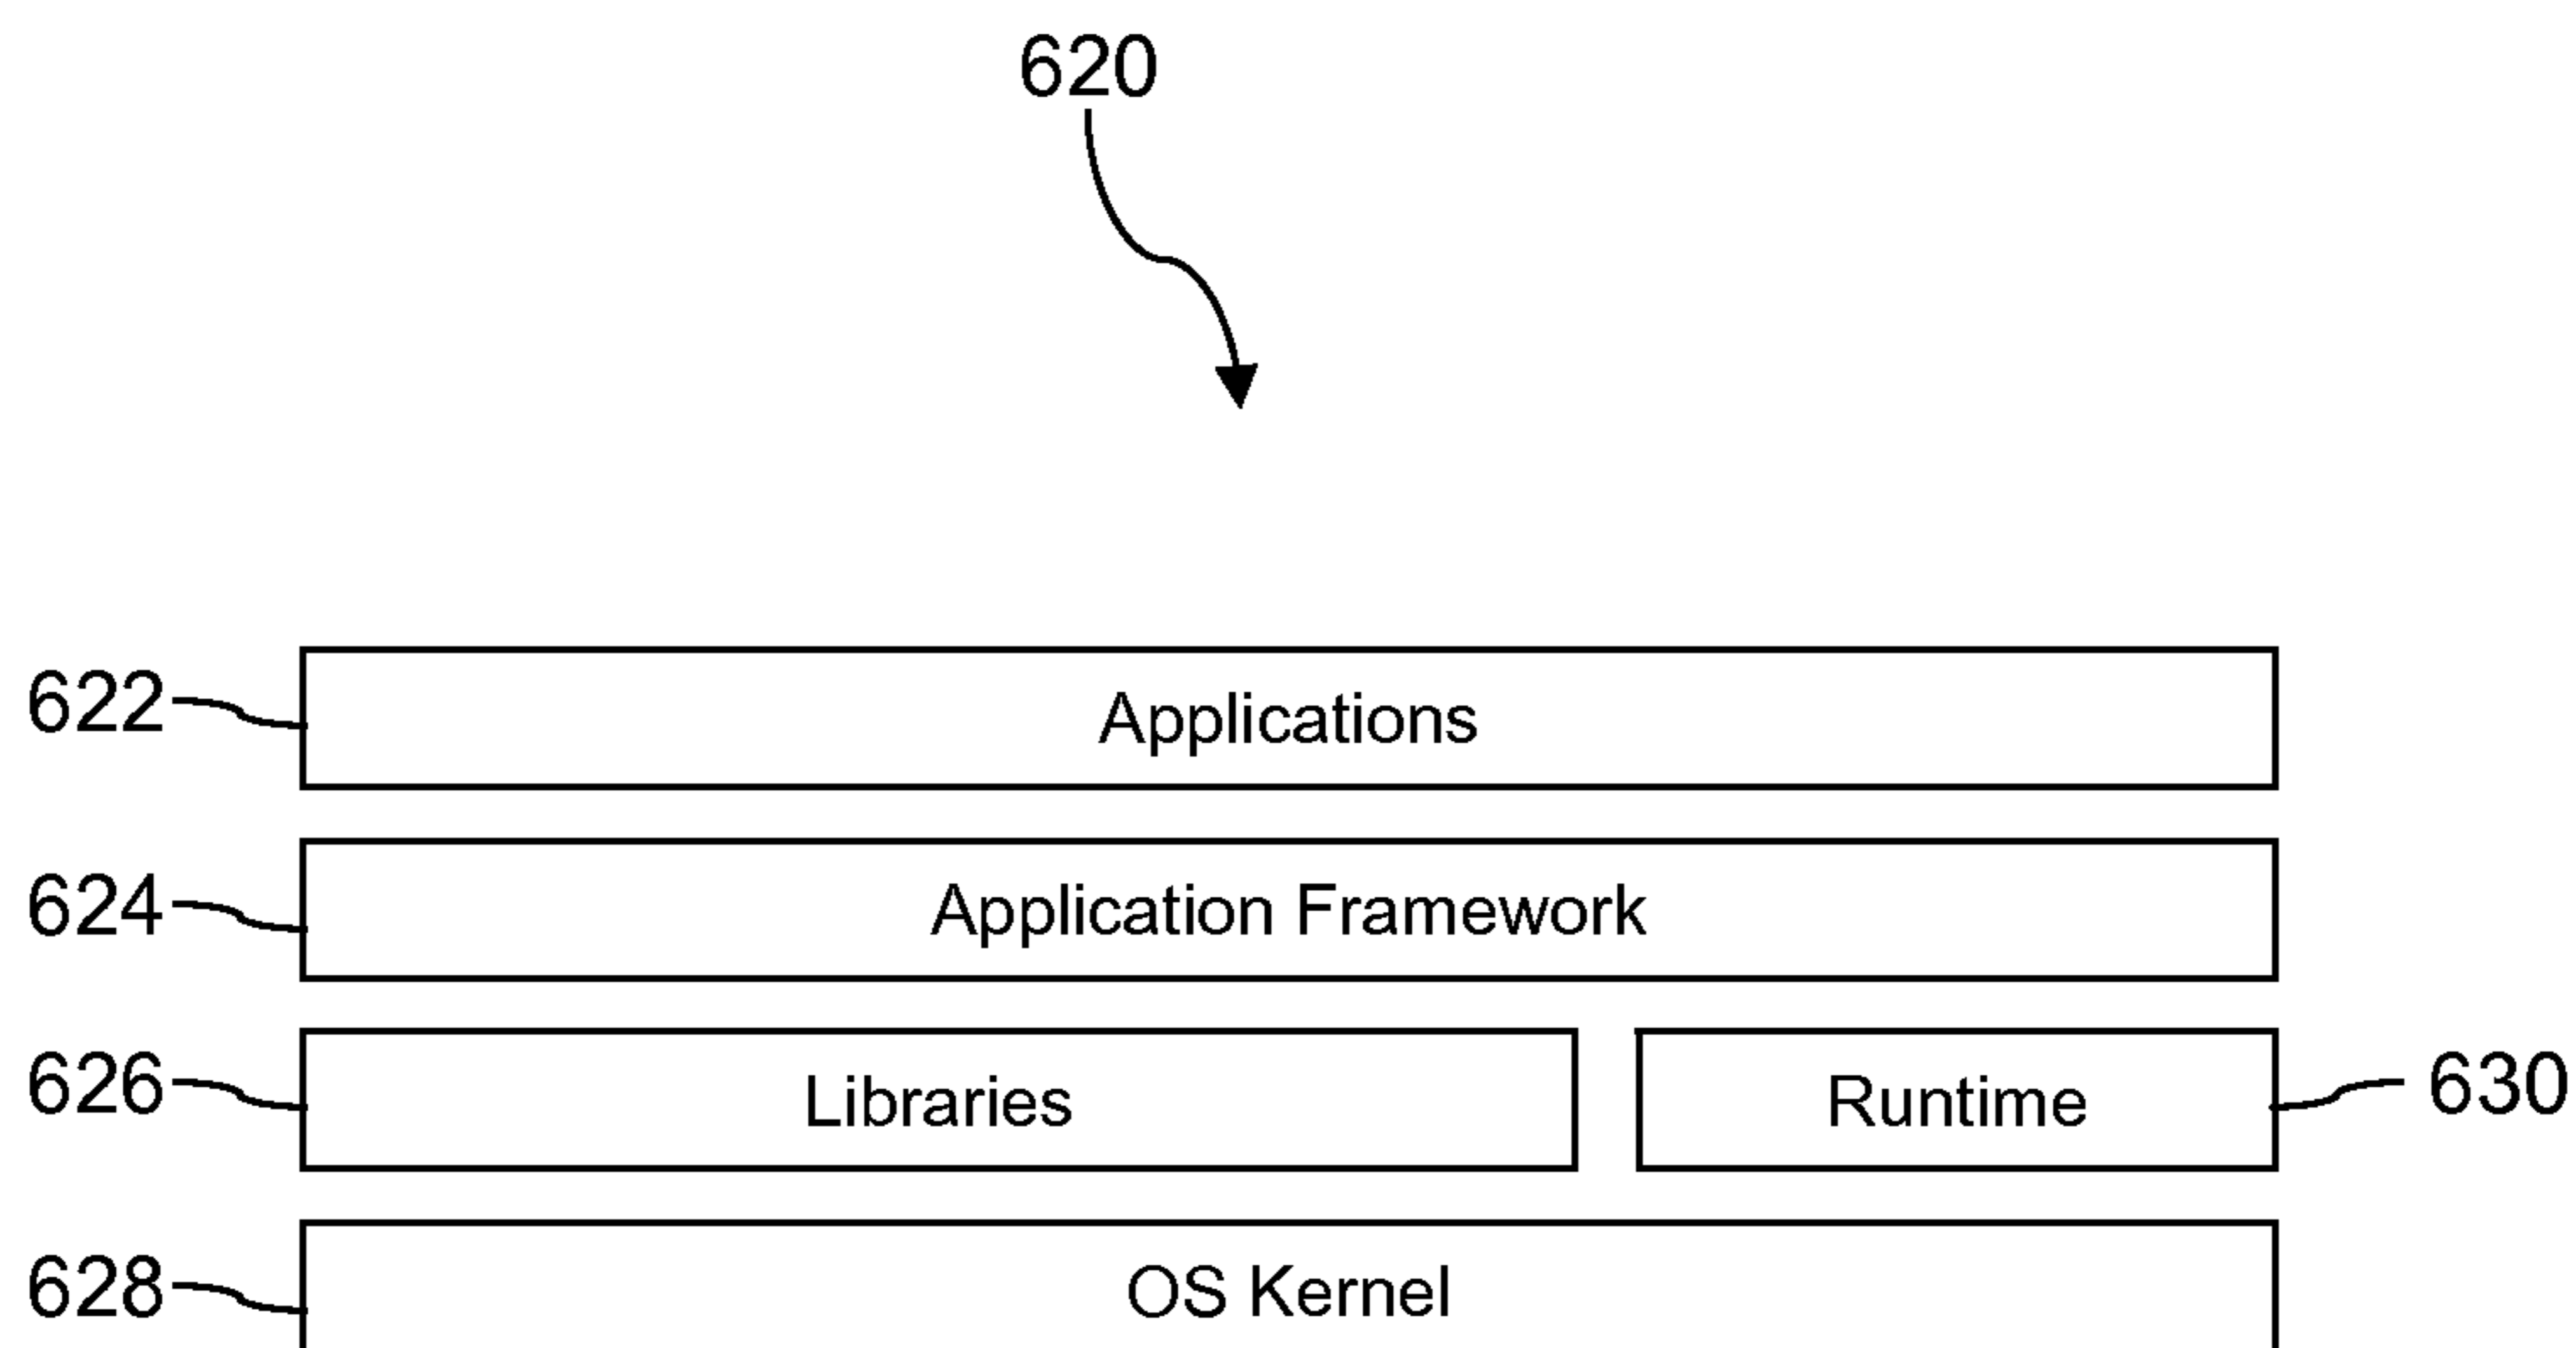 620
622 Applications
624 Application Framework
626 Libraries Runtime 630
628 OS Kernel